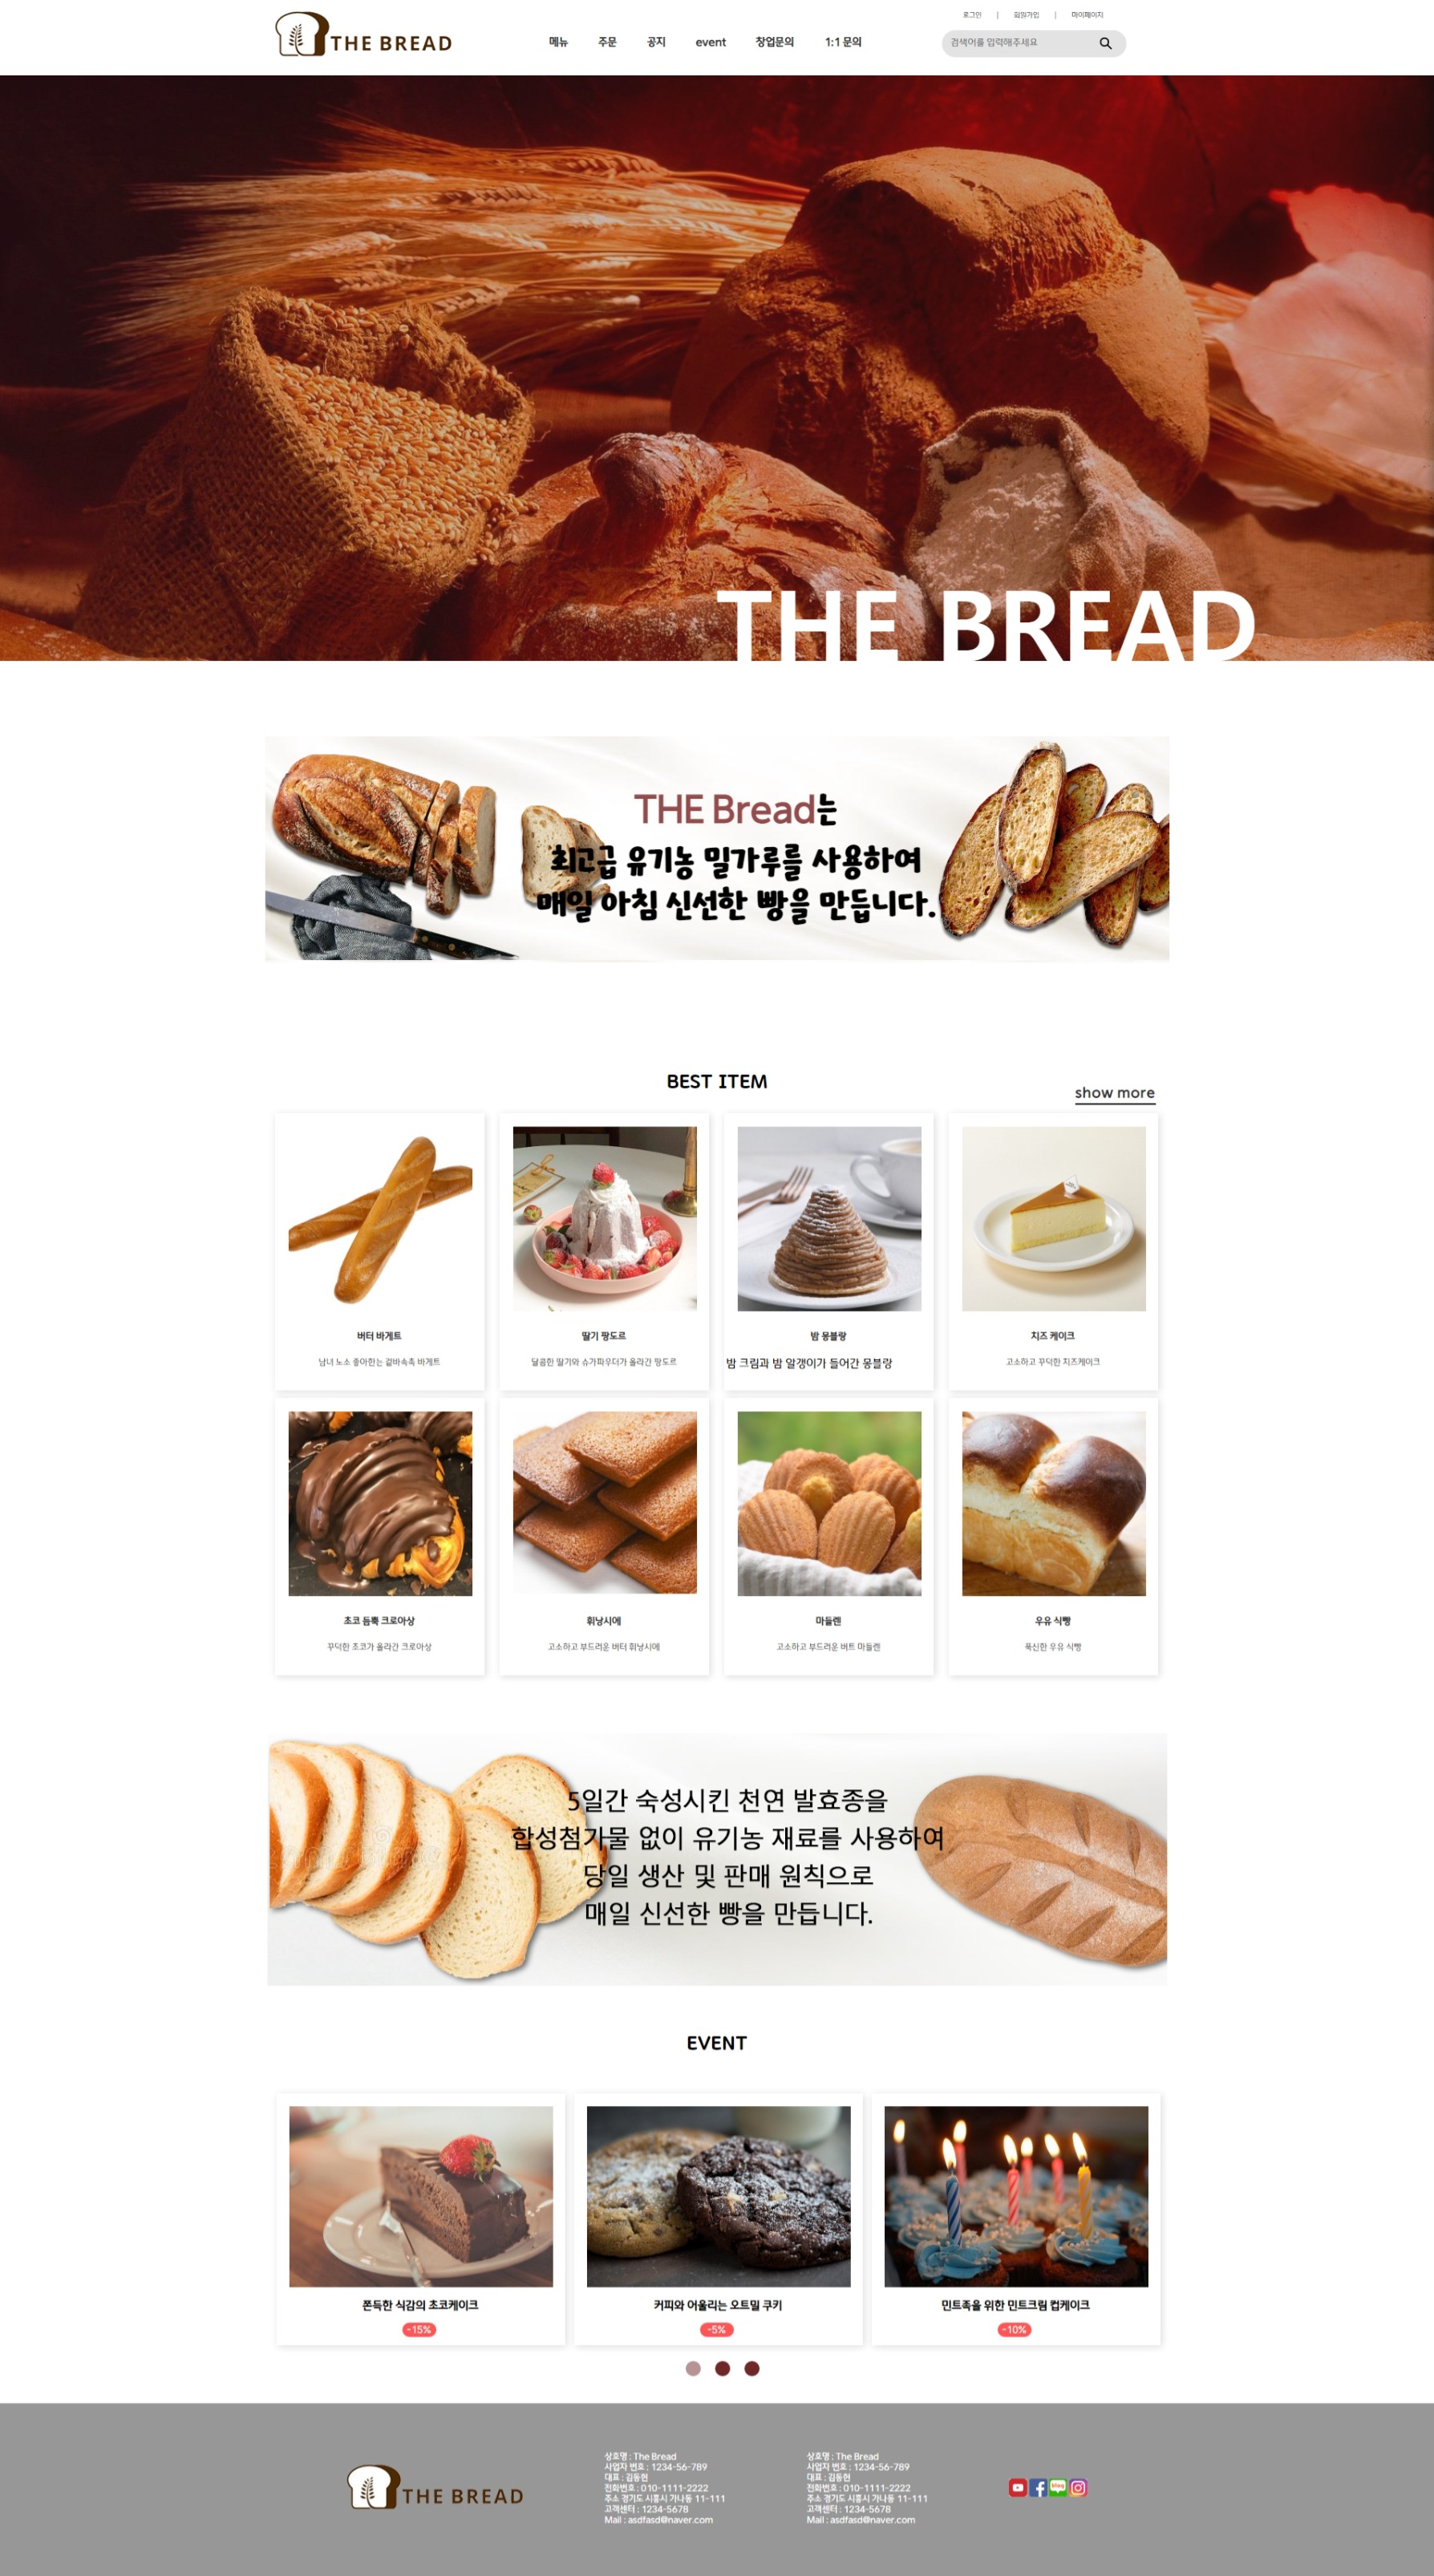 THE BREAD
메뉴 주문 공지 event 창업문의 1:1 문의
로그인 | 회원가입 | 마이페이지
검색어를 입력해주세요
THE BREAD
THE Bread는
최고급 유기농 밀가루를 사용하여
매일 아침 신선한 빵을 만듭니다.
BEST ITEM
show more
버터 바게트
남녀 노소 좋아하는 겉바속촉 바게트
딸기 팡도르
달콤한 딸기와 슈가파우더가 올라간 팡도르
밤 몽블랑
밤 크림과 밤 알갱이가 들어간 몽블랑
치즈 케이크
고소하고 꾸덕한 치즈케이크
초코 듬뿍 크로아상
꾸덕한 초코가 올라간 크로아상
휘낭시에
고소하고 부드러운 버터 휘낭시에
마들렌
고소하고 부드러운 버트 마들렌
우유 식빵
푹신한 우유 식빵
5일간 숙성시킨 천연 발효종을
합성첨가물 없이 유기농 재료를 사용하여
당일 생산 및 판매 원칙으로
매일 신선한 빵을 만듭니다.
EVENT
쫀득한 식감의 초코케이크
-15%
커피와 어울리는 오트밀 쿠키
-5%
민트족을 위한 민트크림 컵케이크
-10%
THE BREAD
상호명 : The Bread
사업자 번호 : 1234-56-789
대표 : 김동현
전화번호 : 010-1111-2222
주소 경기도 시흥시 가나동 11-111
고객센터 : 1234-5678
Mail : asdfasd@naver.com
상호명 : The Bread
사업자 번호 : 1234-56-789
대표 : 김동현
전화번호 : 010-1111-2222
주소 경기도 시흥시 가나동 11-111
고객센터 : 1234-5678
Mail : asdfasd@naver.com
blog